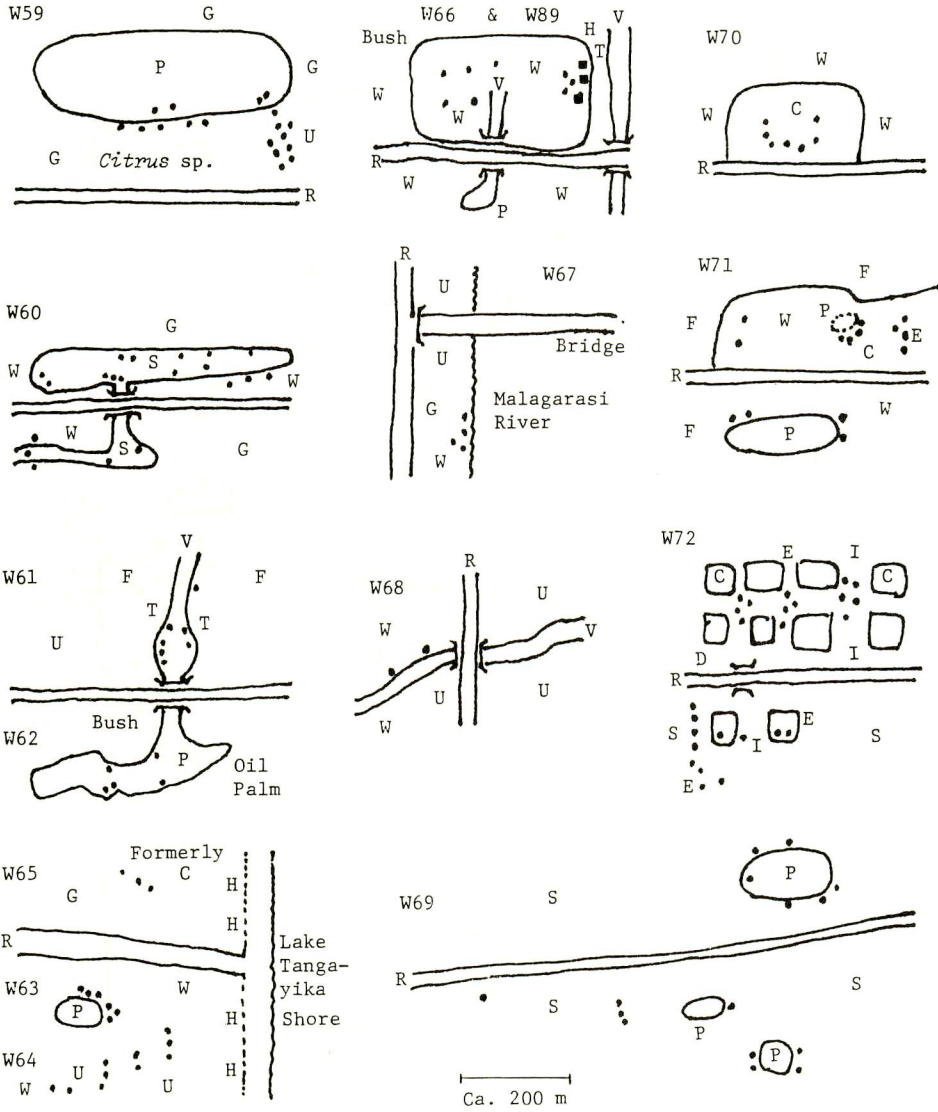 W59
G
P
G
U
G
Citrus sp.
R
W66 & W89
H
V
Bush
T
W
W
V
W
R
W
W
P
W70
W
W
C
W
R
W60
G
S
W
W
W
S
G
R
W67
U
Bridge
U
G
W
Malagarasi
River
W71
F
P
F
W
E
C
R
W
F
P
V
W61
F
F
T
T
U
Bush
W62
P
Oil
Palm
R
W68
U
W
V
U
U
W
W72
E
I
C
C
D
I
R
E
S
I
S
E
Formerly
W65
C
G
H
H
R
Lake
Tanga-
yika
Shore
W63
W
P
H
W64
U
H
W
U
P
W69
S
R
S
S
P
P
Ca. 200 m